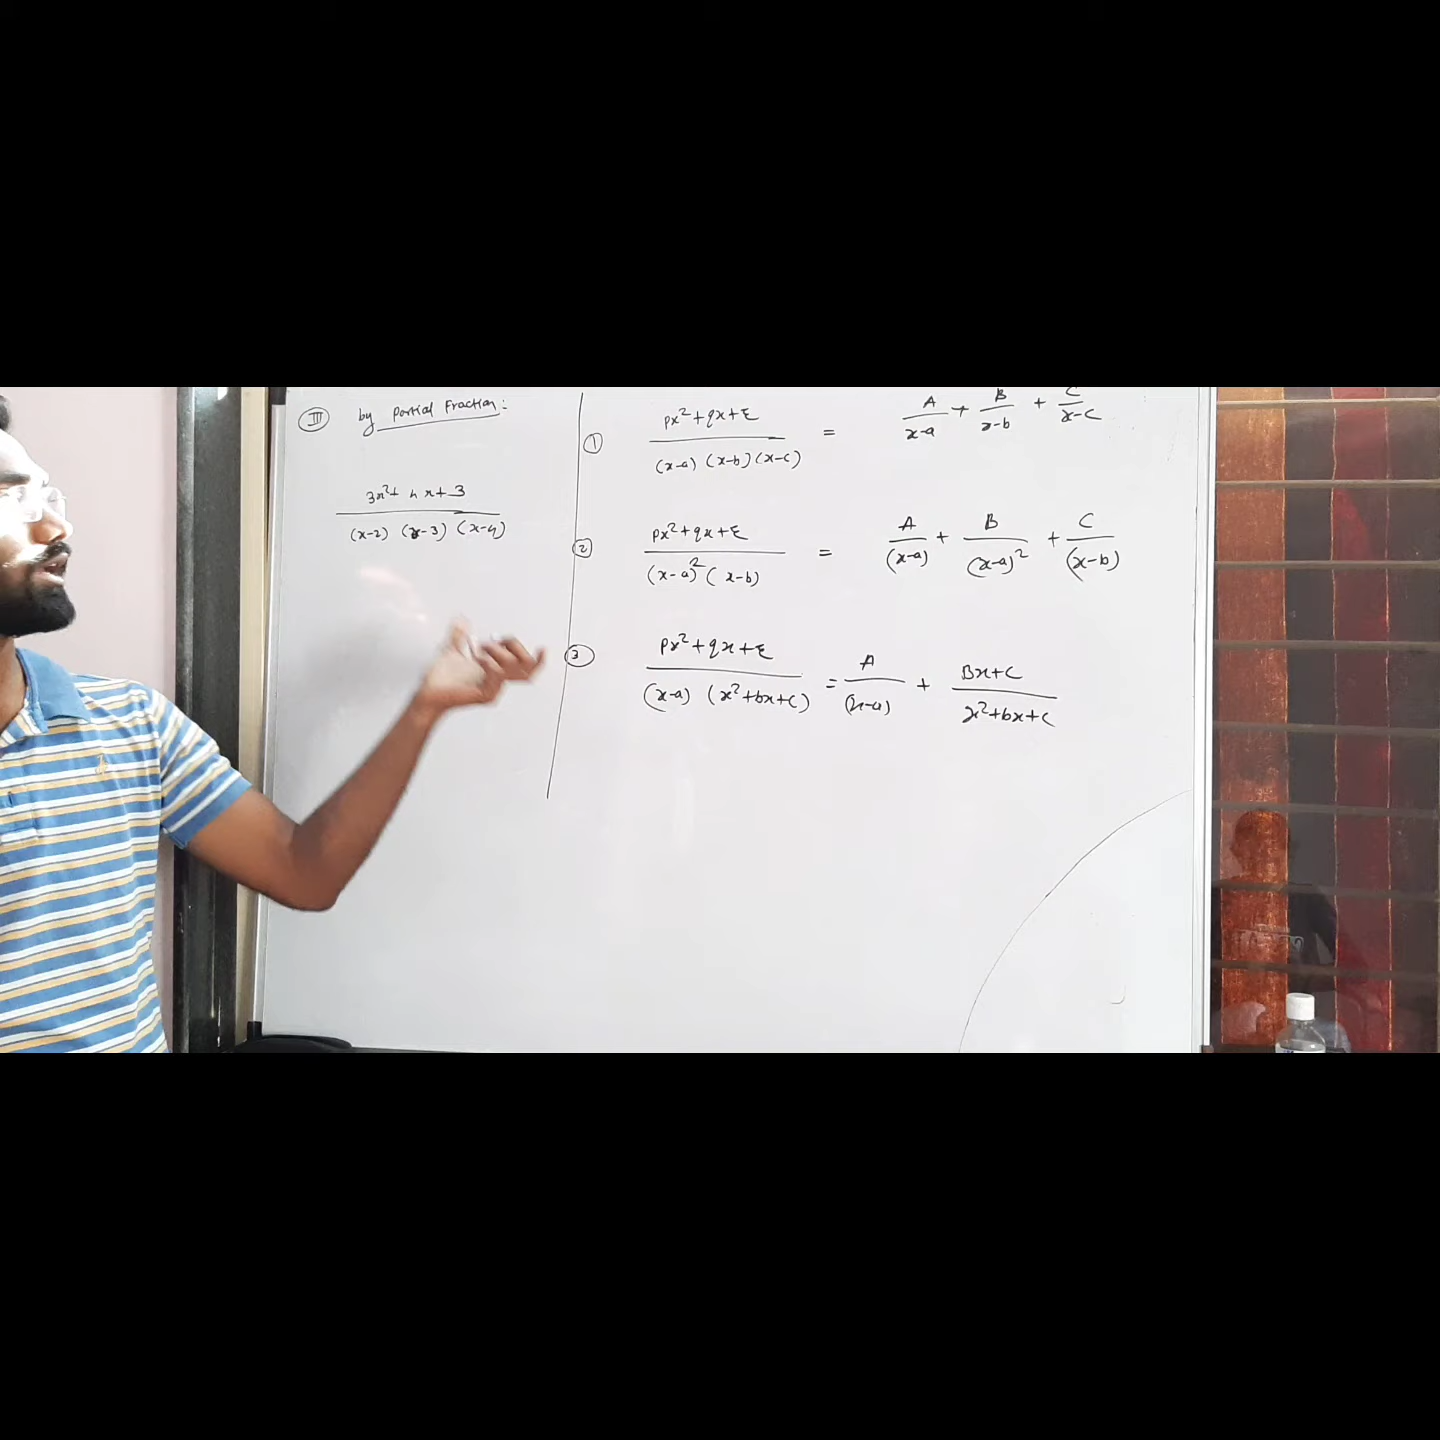 III by Partial Fraction:
3x²+ 4x+3
(x-2) (x-3) (x-4)
① px²+qx+r / (x-a) (x-b) (x-c) = A/x-a + B/x-b + C/x-c
② px²+qx+r / (x-a)² (x-b) = A/(x-a) + B/(x-a)² + C/(x-b)
③ px²+qx+r / (x-a) (x²+bx+c) = A/(x-a) + Bx+C / x²+bx+c